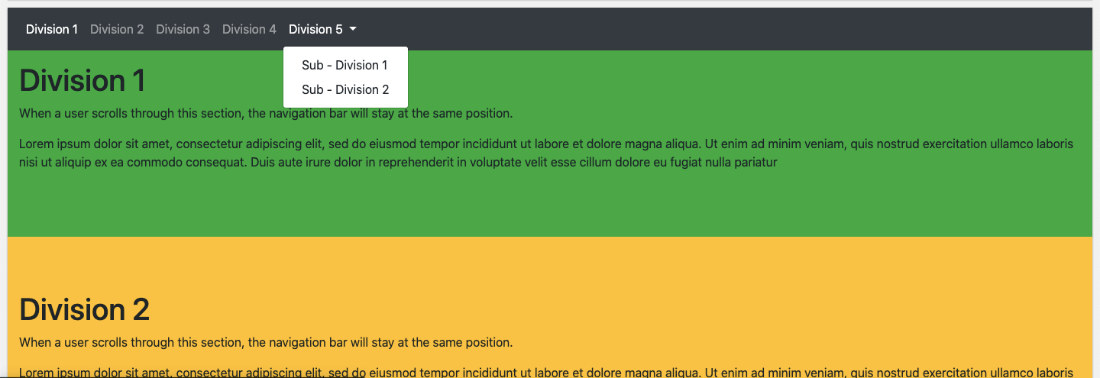 Division 1 Division 2 Division 3 Division 4 Division 5
Sub - Division 1
Sub - Division 2
Division 1
When a user scrolls through this section, the navigation bar will stay at the same position.
Lorem ipsum dolor sit amet, consectetur adipiscing elit, sed do eiusmod tempor incididunt ut labore et dolore magna aliqua. Ut enim ad minim veniam, quis nostrud exercitation ullamco laboris
nisi ut aliquip ex ea commodo consequat. Duis aute irure dolor in reprehenderit in voluptate velit esse cillum dolore eu fugiat nulla pariatur
Division 2
When a user scrolls through this section, the navigation bar will stay at the same position.
Lorem ipsum dolor sit amet, consectetur adipiscing elit, sed do eiusmod tempor incididunt ut labore et dolore magna aliqua. Ut enim ad minim veniam, quis nostrud exercitation ullamco laboris